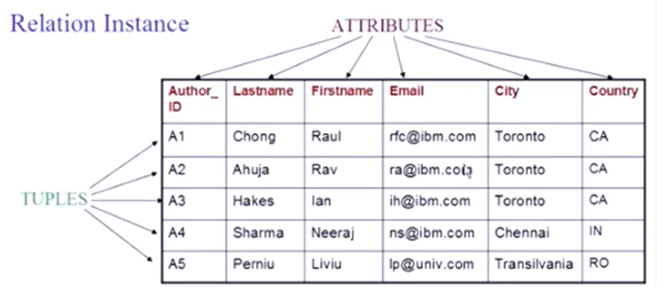 Relation Instance
ATTRIBUTES
Author_ Lastname Firstname Email City Country
ID
A1 Chong Raul rfc@ibm.com Toronto CA
A2 Ahuja Rav ra@ibm.com Toronto CA
TUPLES
A3 Hakes Ian ih@ibm.com Toronto CA
A4 Sharma Neeraj ns@ibm.com Chennai IN
A5 Perniu Liviu lp@univ.com Transilvania RO